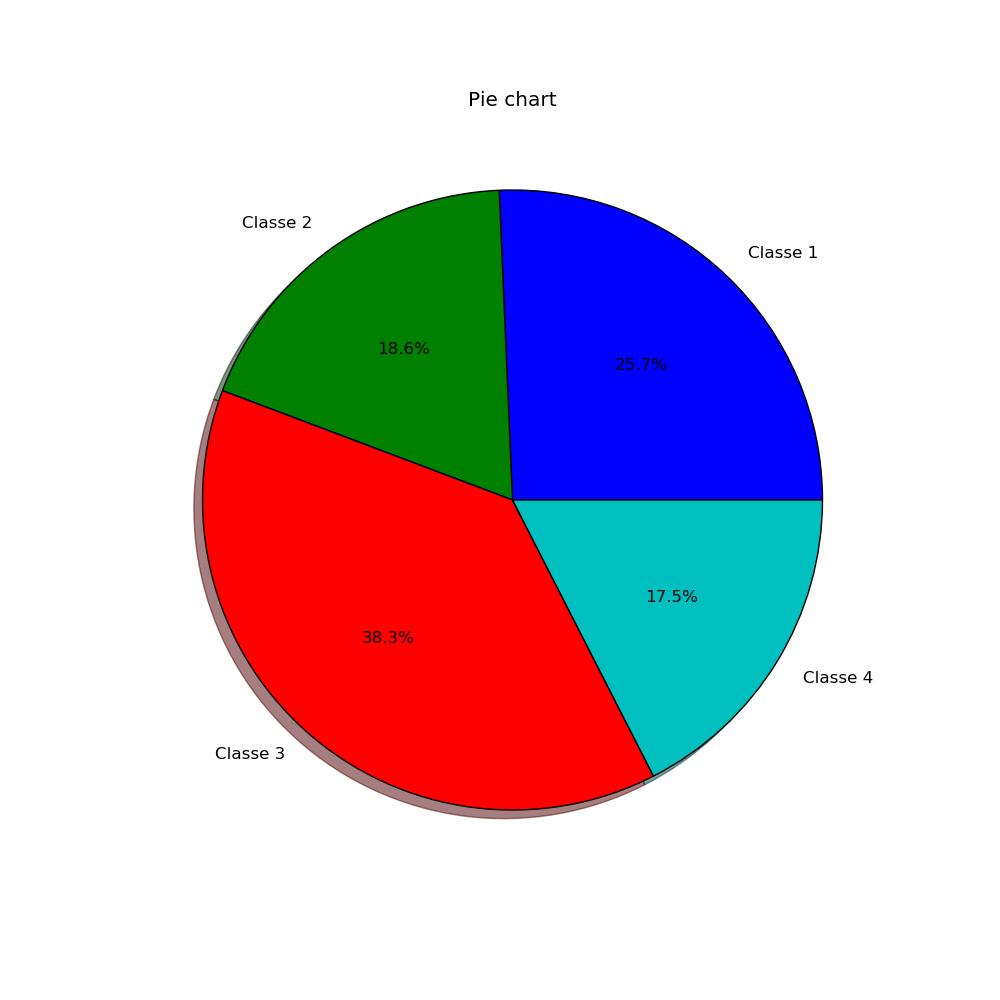 Pie chart
Classe 2
Classe 1
18.6%
25.7%
17.5%
38.3%
Classe 4
Classe 3